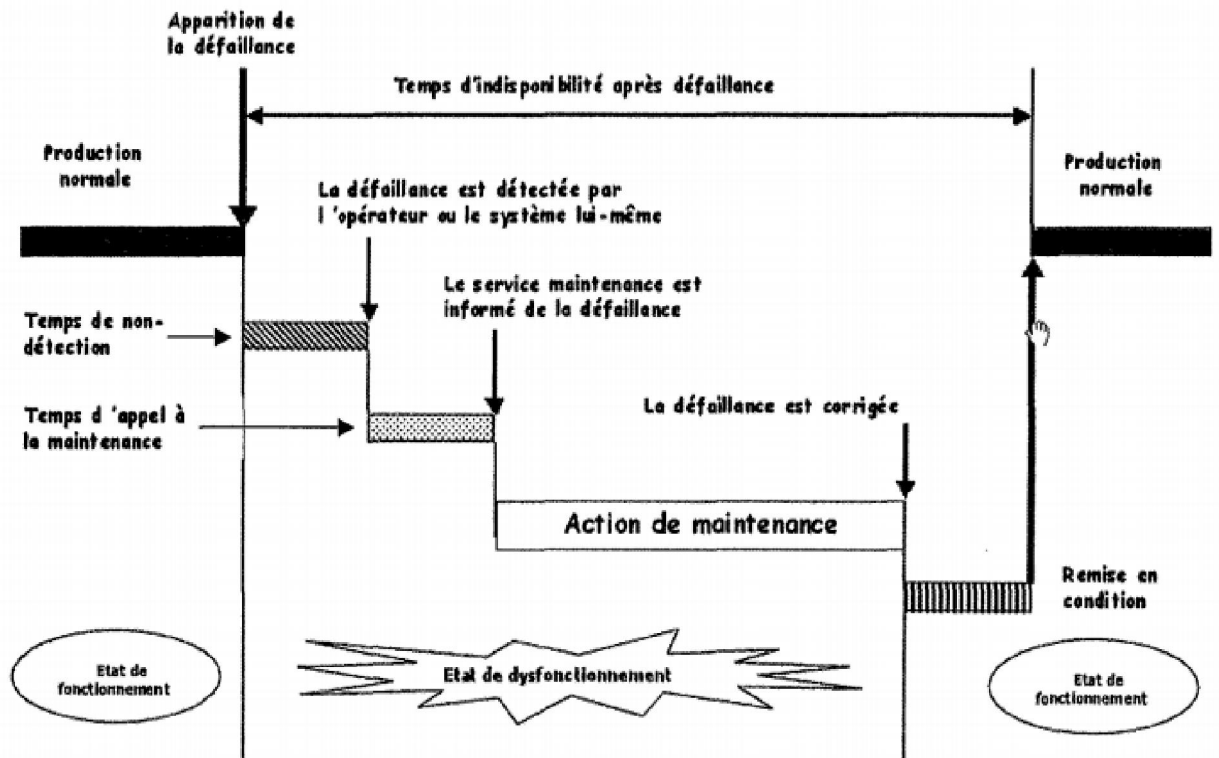 Apparition de
la défaillance
Temps d'indisponibilité après défaillance
Production
normale
Production
normale
La défaillance est détectée par
l 'opérateur ou le système lui-même
Le service maintenance est
informé de la défaillance
Temps de non-
détection
La défaillance est corrigée
Temps d 'appel à
la maintenance
Action de maintenance
Remise en
condition
Etat de
fonctionnement
Etat de dysfonctionnement
Etat de
fonctionnement